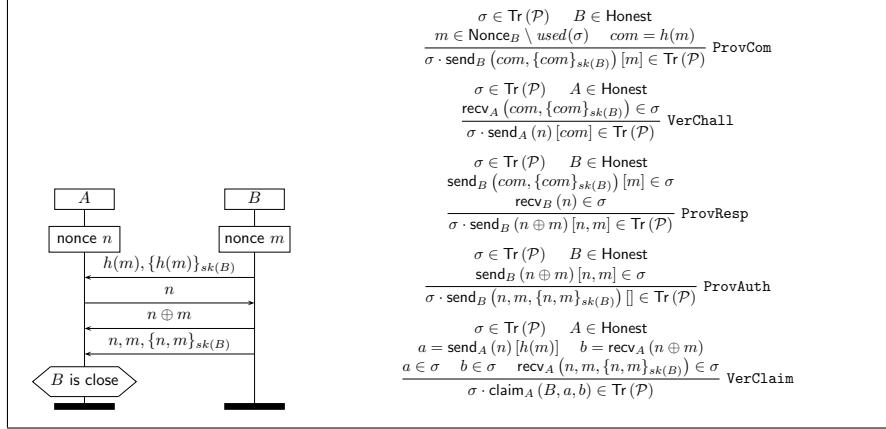 A
B
nonce n
nonce m
h(m), {h(m)}_{sk(B)}
n
n ⊕ m
n, m, {n, m}_{sk(B)}
B is close
σ ∈ Tr (𝒫) B ∈ Honest
m ∈ Nonce_B \ used(σ) com = h(m)
σ · send_B (com, {com}_{sk(B)}) [m] ∈ Tr (𝒫) ProvCom
σ ∈ Tr (𝒫) A ∈ Honest
recv_A (com, {com}_{sk(B)}) ∈ σ
σ · send_A (n) [com] ∈ Tr (𝒫) VerChall
σ ∈ Tr (𝒫) B ∈ Honest
send_B (com, {com}_{sk(B)}) [m] ∈ σ
recv_B (n) ∈ σ
σ · send_B (n ⊕ m) [n, m] ∈ Tr (𝒫) ProvResp
σ ∈ Tr (𝒫) B ∈ Honest
send_B (n ⊕ m) [n, m] ∈ σ
σ · send_B (n, m, {n, m}_{sk(B)}) [] ∈ Tr (𝒫) ProvAuth
σ ∈ Tr (𝒫) A ∈ Honest
a = send_A (n) [h(m)] b = recv_A (n ⊕ m)
a ∈ σ b ∈ σ recv_A (n, m, {n, m}_{sk(B)}) ∈ σ
σ · claim_A (B, a, b) ∈ Tr (𝒫) VerClaim